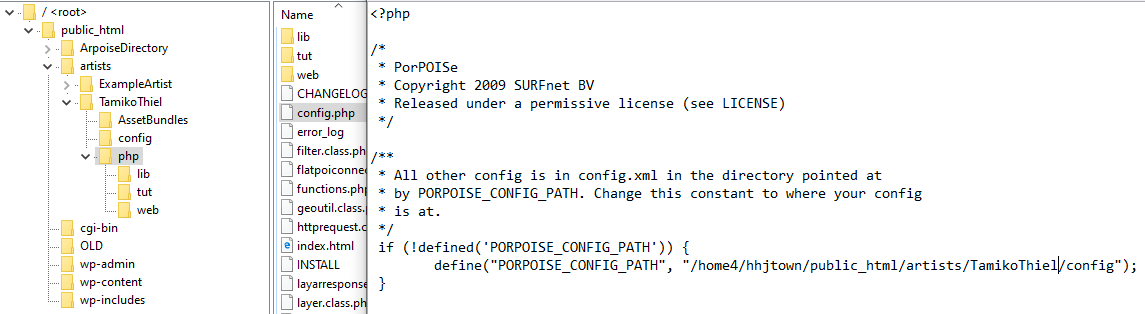 / <root>
public_html
ArpoiseDirectory
artists
ExampleArtist
TamikoThiel
AssetBundles
config
php
lib
tut
web
cgi-bin
OLD
wp-admin
wp-content
wp-includes
Name
lib
tut
web
CHANGELOG
config.php
error_log
filter.class.ph
flatpoiconne
functions.php
geoutil.class.p
httprequest.c
index.html
INSTALL
layarresponse
layer.class.ph
<?php
/*
* PorPOISe
* Copyright 2009 SURFnet BV
* Released under a permissive license (see LICENSE)
*/
/**
* All other config is in config.xml in the directory pointed at
* by PORPOISE_CONFIG_PATH. Change this constant to where your config
* is at.
*/
if (!defined('PORPOISE_CONFIG_PATH')) {
define("PORPOISE_CONFIG_PATH", "/home4/hhjtown/public_html/artists/TamikoThiel/config");
}